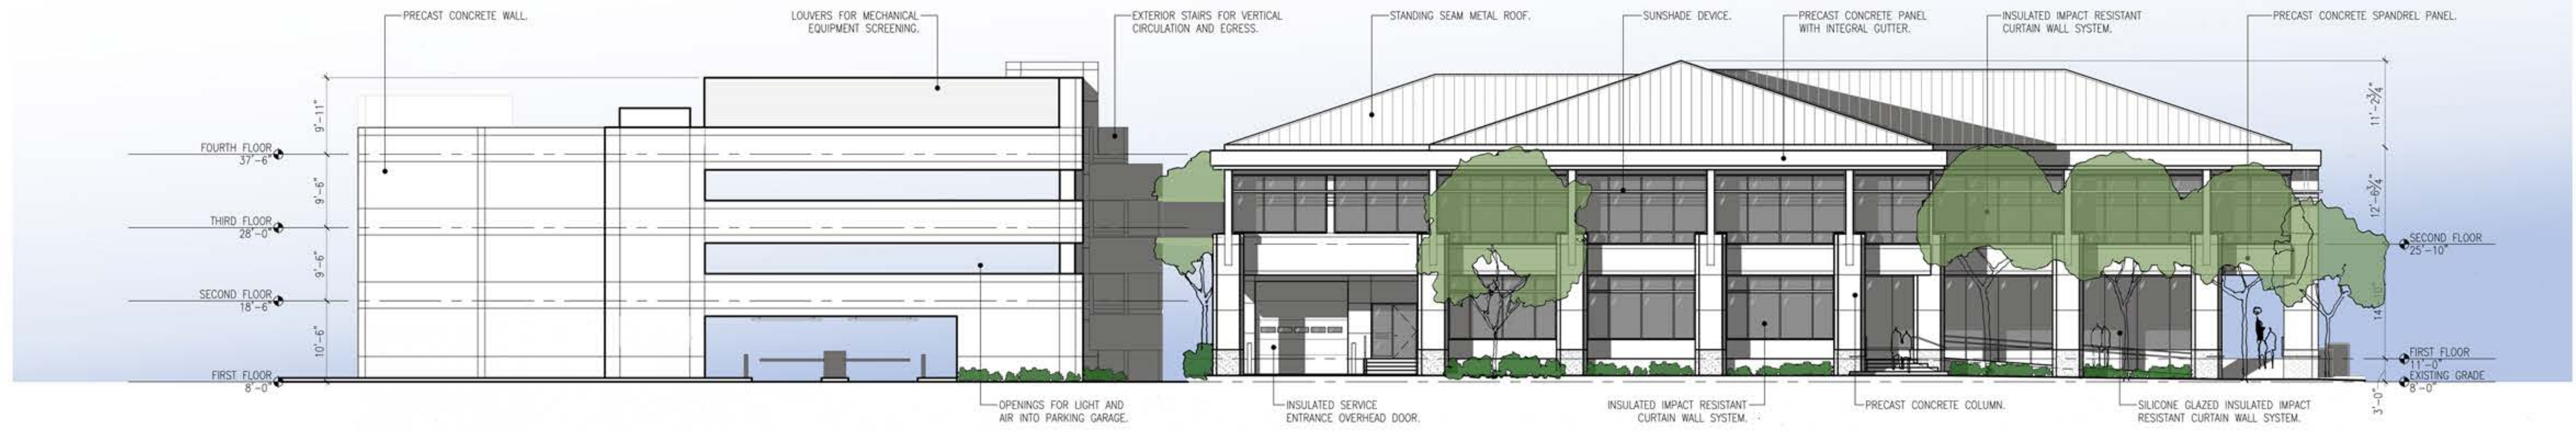 PRECAST CONCRETE WALL.
LOUVERS FOR MECHANICAL
EQUIPMENT SCREENING.
EXTERIOR STAIRS FOR VERTICAL
CIRCULATION AND EGRESS.
STANDING SEAM METAL ROOF.
SUNSHADE DEVICE.
PRECAST CONCRETE PANEL
WITH INTEGRAL GUTTER.
INSULATED IMPACT RESISTANT
CURTAIN WALL SYSTEM.
PRECAST CONCRETE SPANDREL PANEL.
9'-11"
FOURTH FLOOR
37'-6"
9'-6"
THIRD FLOOR
28'-0"
9'-6"
SECOND FLOOR
18'-6"
10'-6"
FIRST FLOOR
8'-0"
11'-2¾"
12'-6¾"
SECOND FLOOR
25'-10"
FIRST FLOOR
11'-0"
EXISTING GRADE
8'-0"
3'-0"
OPENINGS FOR LIGHT AND
AIR INTO PARKING GARAGE.
INSULATED SERVICE
ENTRANCE OVERHEAD DOOR.
INSULATED IMPACT RESISTANT
CURTAIN WALL SYSTEM.
PRECAST CONCRETE COLUMN.
SILICONE GLAZED INSULATED IMPACT
RESISTANT CURTAIN WALL SYSTEM.